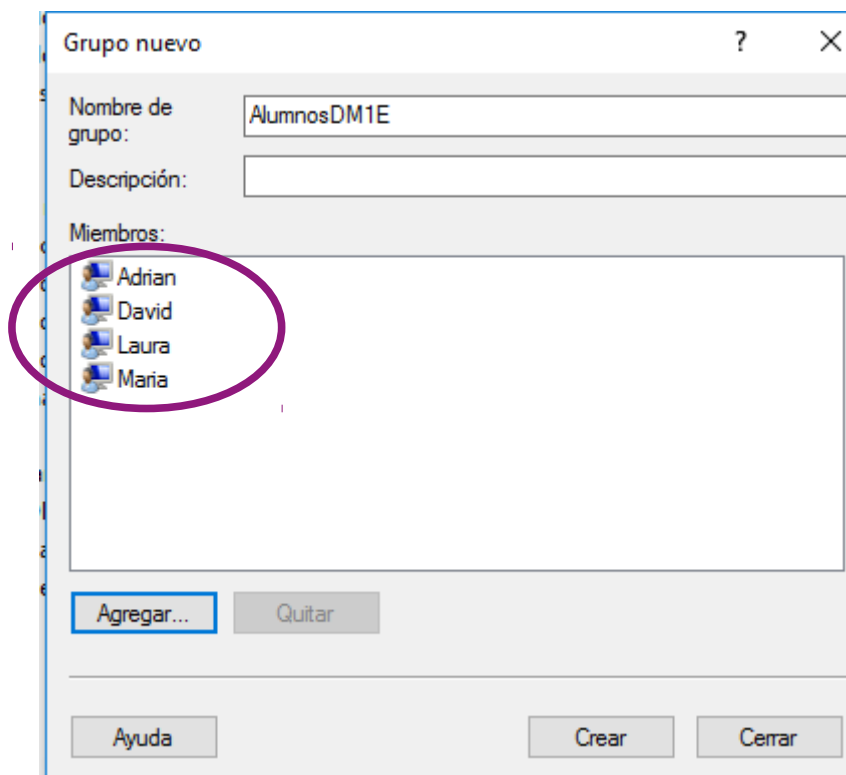 Grupo nuevo
?
Nombre de
grupo:
AlumnosDM1E
Descripción:
Miembros:
Adrian
David
Laura
Maria
Agregar...
Quitar
Ayuda
Crear
Cerrar